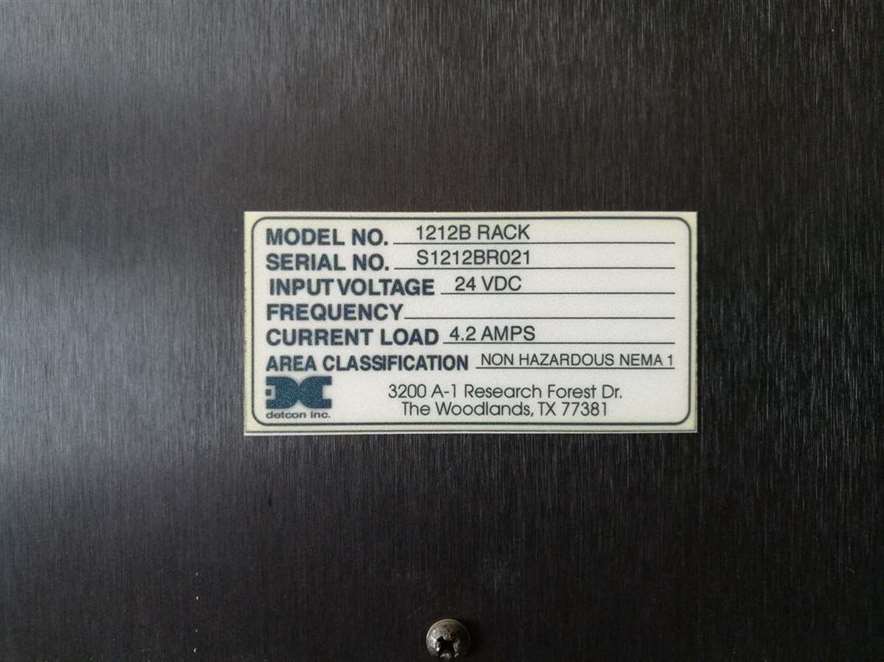 MODEL NO. 1212B RACK
SERIAL NO. S1212BR021
INPUT VOLTAGE 24 VDC
FREQUENCY
CURRENT LOAD 4.2 AMPS
AREA CLASSIFICATION NON HAZARDOUS NEMA 1
detcon inc.
3200 A-1 Research Forest Dr.
The Woodlands, TX 77381